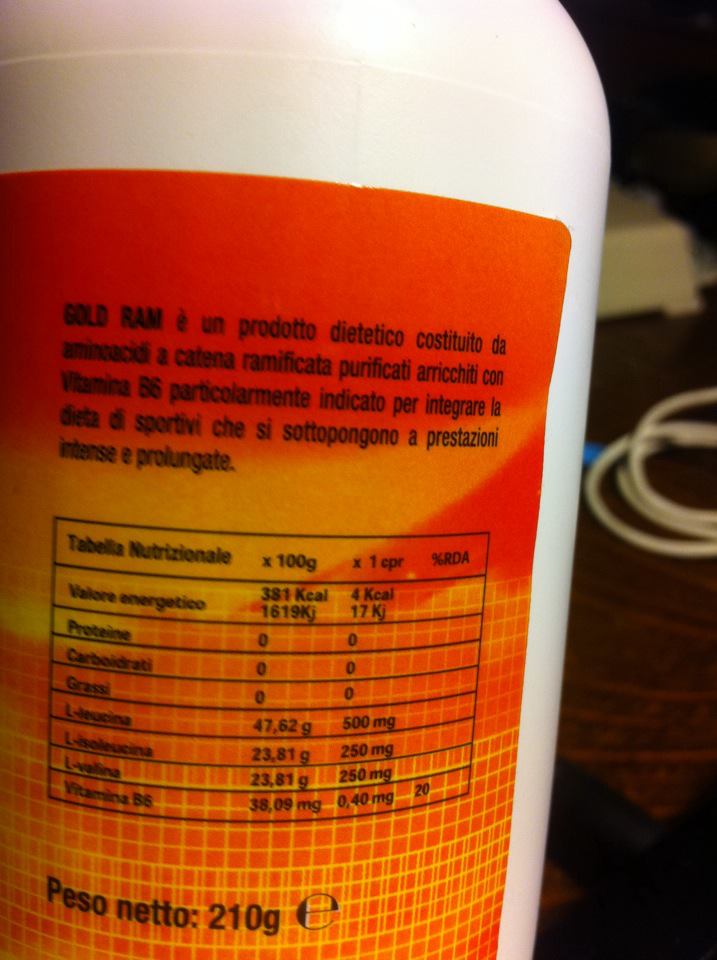 GOLD RAM è un prodotto dietetico costituito da
aminoacidi a catena ramificata purificati arricchiti con
Vitamina B6 particolarmente indicato per integrare la
dieta di sportivi che si sottopongono a prestazioni
intense e prolungate.
Tabella Nutrizionale x 100g x 1 cpr %RDA
Valore energetico 381 Kcal 4 Kcal
1619Kj 17 Kj
Proteine 0 0
Carboidrati 0 0
Grassi 0 0
L-leucina 47,62 g 500 mg
L-isoleucina 23,81 g 250 mg
L-valina 23,81 g 250 mg
Vitamina B6 38,09 mg 0,40 mg 20
Peso netto: 210g ℮